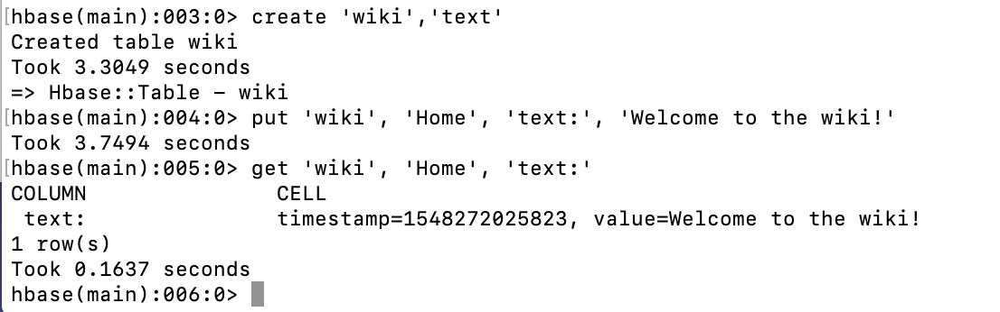 [hbase(main):003:0> create 'wiki','text'
Created table wiki
Took 3.3049 seconds
=> Hbase::Table - wiki
[hbase(main):004:0> put 'wiki', 'Home', 'text:', 'Welcome to the wiki!'
Took 3.7494 seconds
[hbase(main):005:0> get 'wiki', 'Home', 'text:'
COLUMN               CELL
 text:               timestamp=1548272025823, value=Welcome to the wiki!
1 row(s)
Took 0.1637 seconds
hbase(main):006:0>